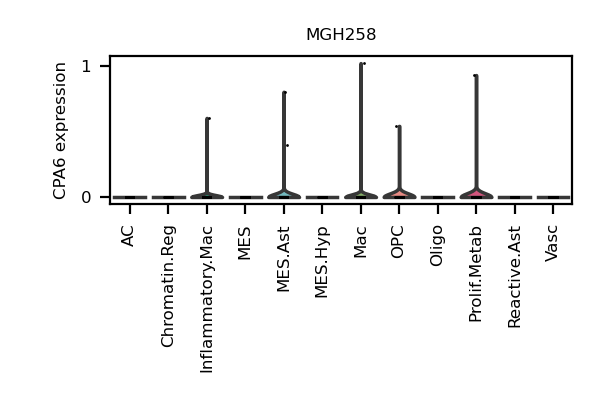 MGH258
CPA6 expression
1
0
AC
Chromatin.Reg
Inflammatory.Mac
MES
MES.Ast
MES.Hyp
Mac
OPC
Oligo
Prolif.Metab
Reactive.Ast
Vasc